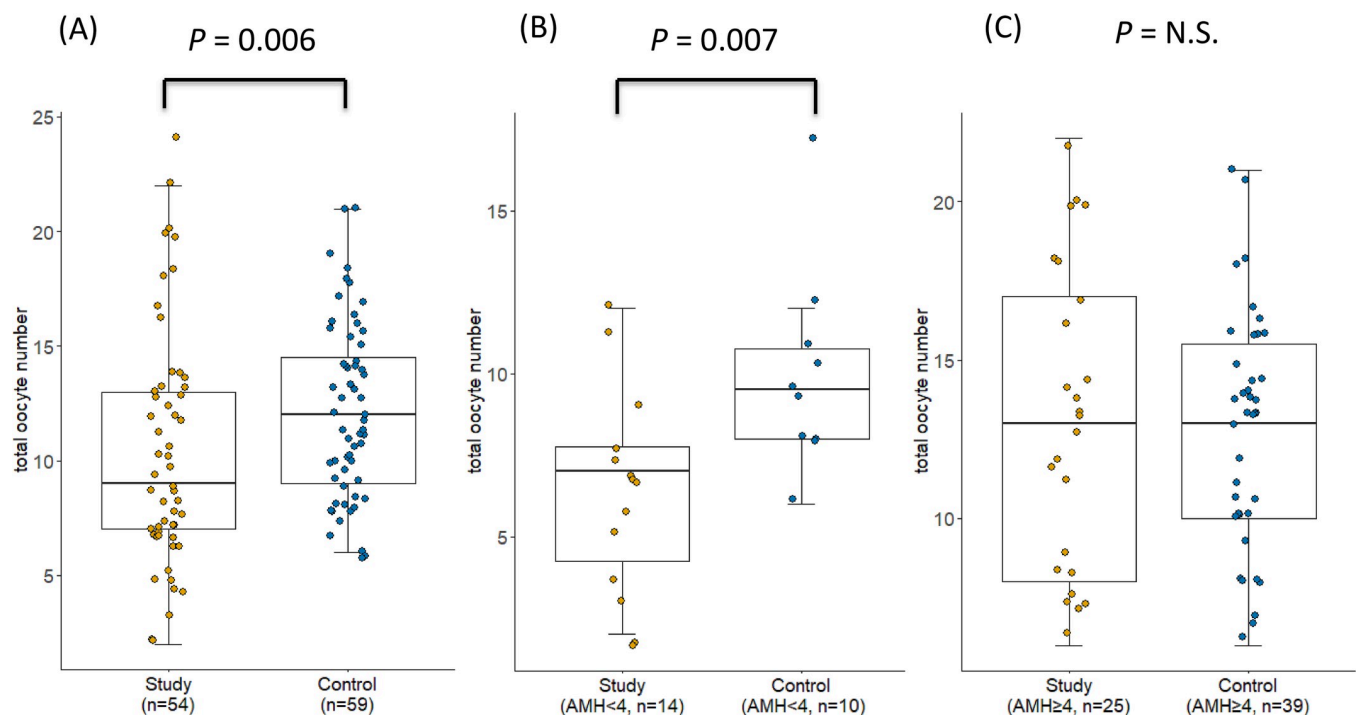 (A)
P = 0.006
(B)
P = 0.007
(C)
P = N.S.
total oocyte number
25
20
15
10
5
Study
(n=54)
Control
(n=59)
total oocyte number
15
10
5
Study
(AMH<4, n=14)
Control
(AMH<4, n=10)
total oocyte number
20
15
10
Study
(AMH≥4, n=25)
Control
(AMH≥4, n=39)